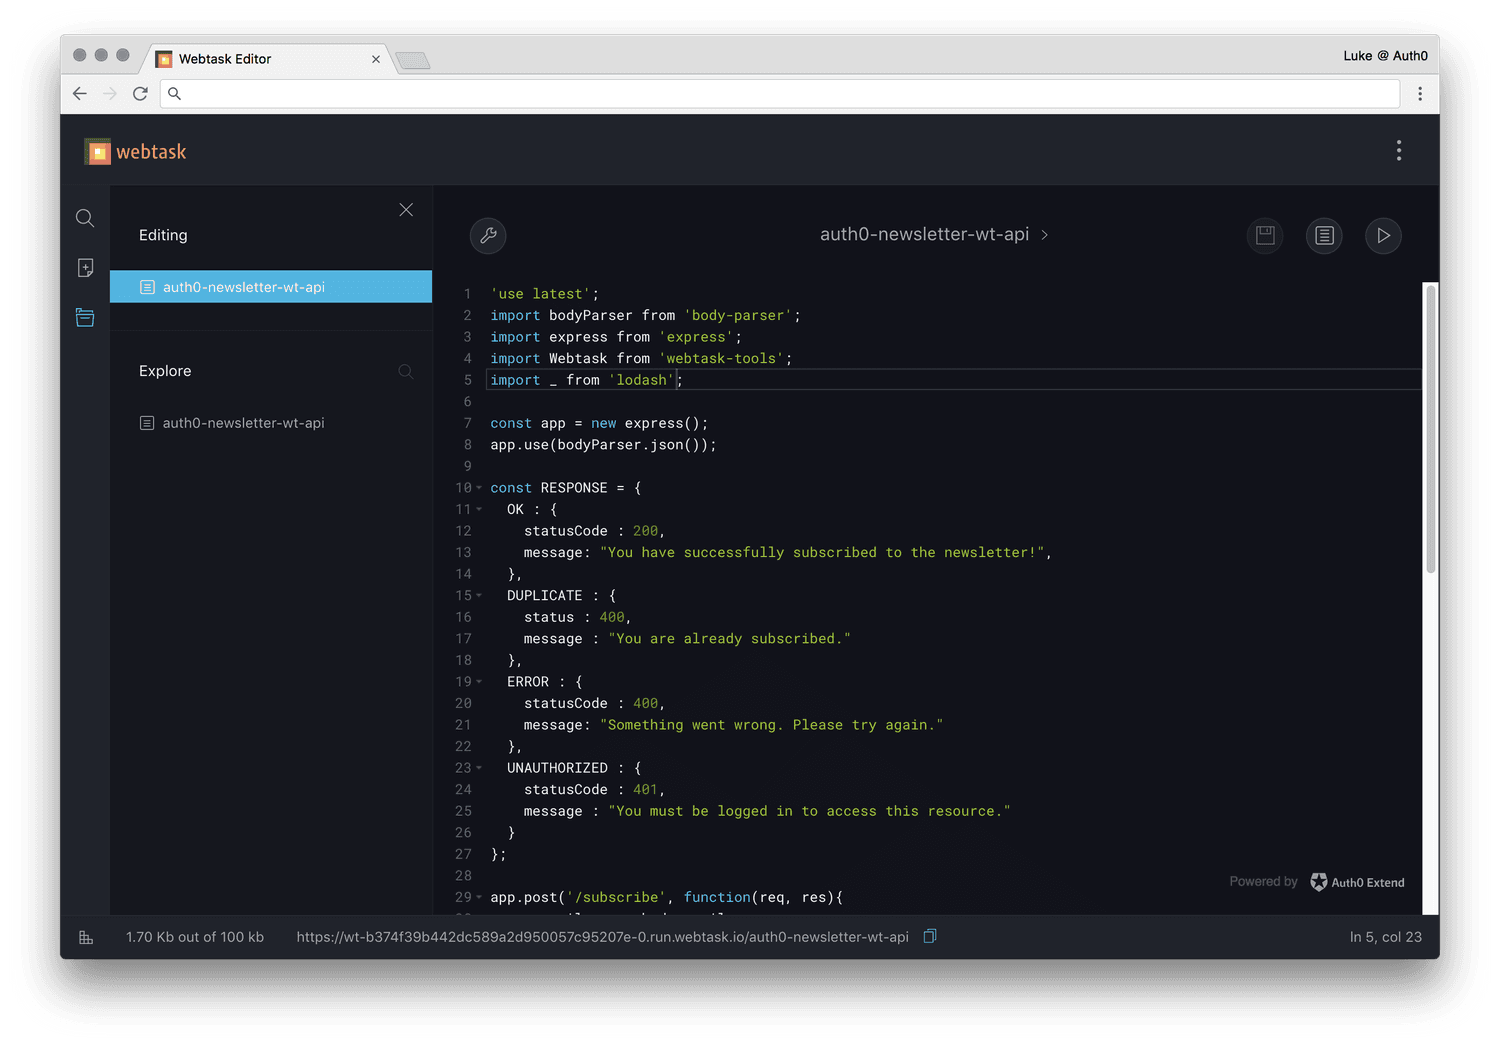 Webtask Editor
Luke @ Auth0
webtask
Editing
auth0-newsletter-wt-api
Explore
auth0-newsletter-wt-api
auth0-newsletter-wt-api
1 'use latest';
2 import bodyParser from 'body-parser';
3 import express from 'express';
4 import Webtask from 'webtask-tools';
5 import _ from 'lodash';
6
7 const app = new express();
8 app.use(bodyParser.json());
9
10 const RESPONSE = {
11 OK : {
12 statusCode : 200,
13 message: "You have successfully subscribed to the newsletter!",
14 },
15 DUPLICATE : {
16 status : 400,
17 message : "You are already subscribed."
18 },
19 ERROR : {
20 statusCode : 400,
21 message: "Something went wrong. Please try again."
22 },
23 UNAUTHORIZED : {
24 statusCode : 401,
25 message : "You must be logged in to access this resource."
26 }
27 };
28
29 app.post('/subscribe', function(req, res){
Powered by Auth0 Extend
1.70 Kb out of 100 kb
https://wt-b374f39b442dc589a2d950057c95207e-0.run.webtask.io/auth0-newsletter-wt-api
ln 5, col 23